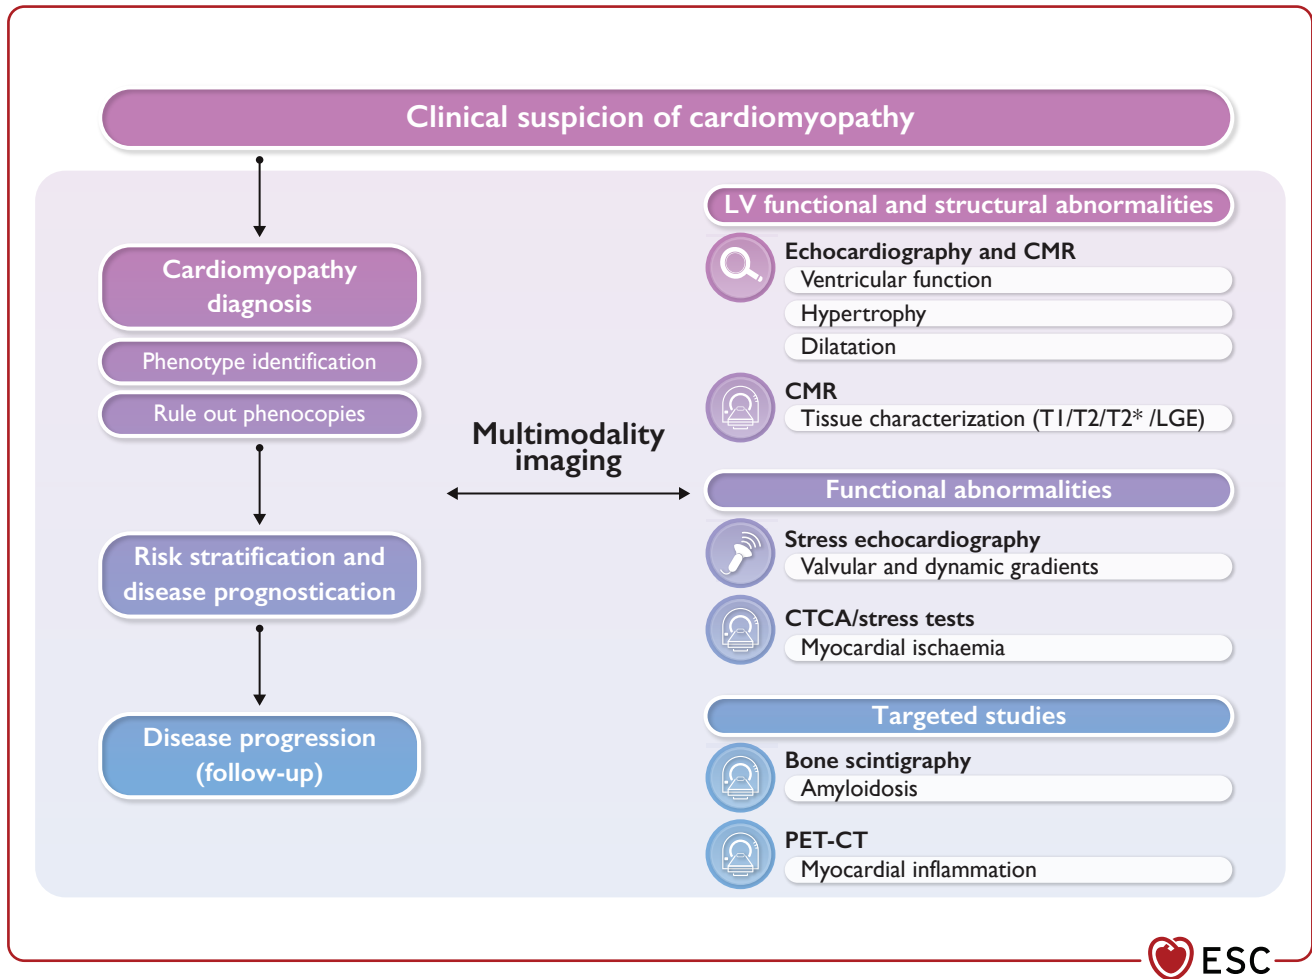 Clinical suspicion of cardiomyopathy
Cardiomyopathy
diagnosis
Phenotype identification
Rule out phenocopies
Risk stratification and
disease prognostication
Disease progression
(follow-up)
Multimodality
imaging
LV functional and structural abnormalities
Echocardiography and CMR
Ventricular function
Hypertrophy
Dilatation
CMR
Tissue characterization (T1/T2/T2* /LGE)
Functional abnormalities
Stress echocardiography
Valvular and dynamic gradients
CTCA/stress tests
Myocardial ischaemia
Targeted studies
Bone scintigraphy
Amyloidosis
PET-CT
Myocardial inflammation
ESC